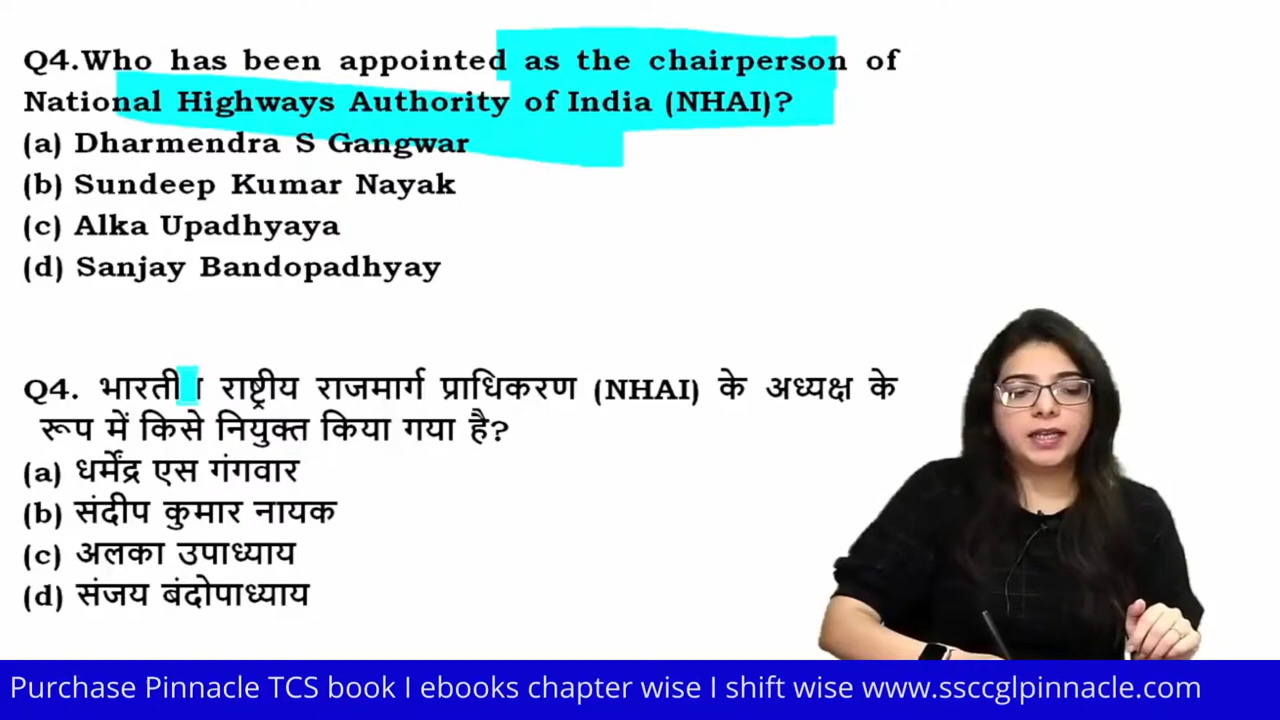 Q4.Who has been appointed as the chairperson of
National Highways Authority of India (NHAI)?
(a) Dharmendra S Gangwar
(b) Sundeep Kumar Nayak
(c) Alka Upadhyaya
(d) Sanjay Bandopadhyay
Q4. भारतीय राष्ट्रीय राजमार्ग प्राधिकरण (NHAI) के अध्यक्ष के
रूप में किसे नियुक्त किया गया है?
(a) धर्मेंद्र एस गंगवार
(b) संदीप कुमार नायक
(c) अलका उपाध्याय
(d) संजय बंदोपाध्याय
Purchase Pinnacle TCS book I ebooks chapter wise I shift wise www.ssccglpinnacle.com